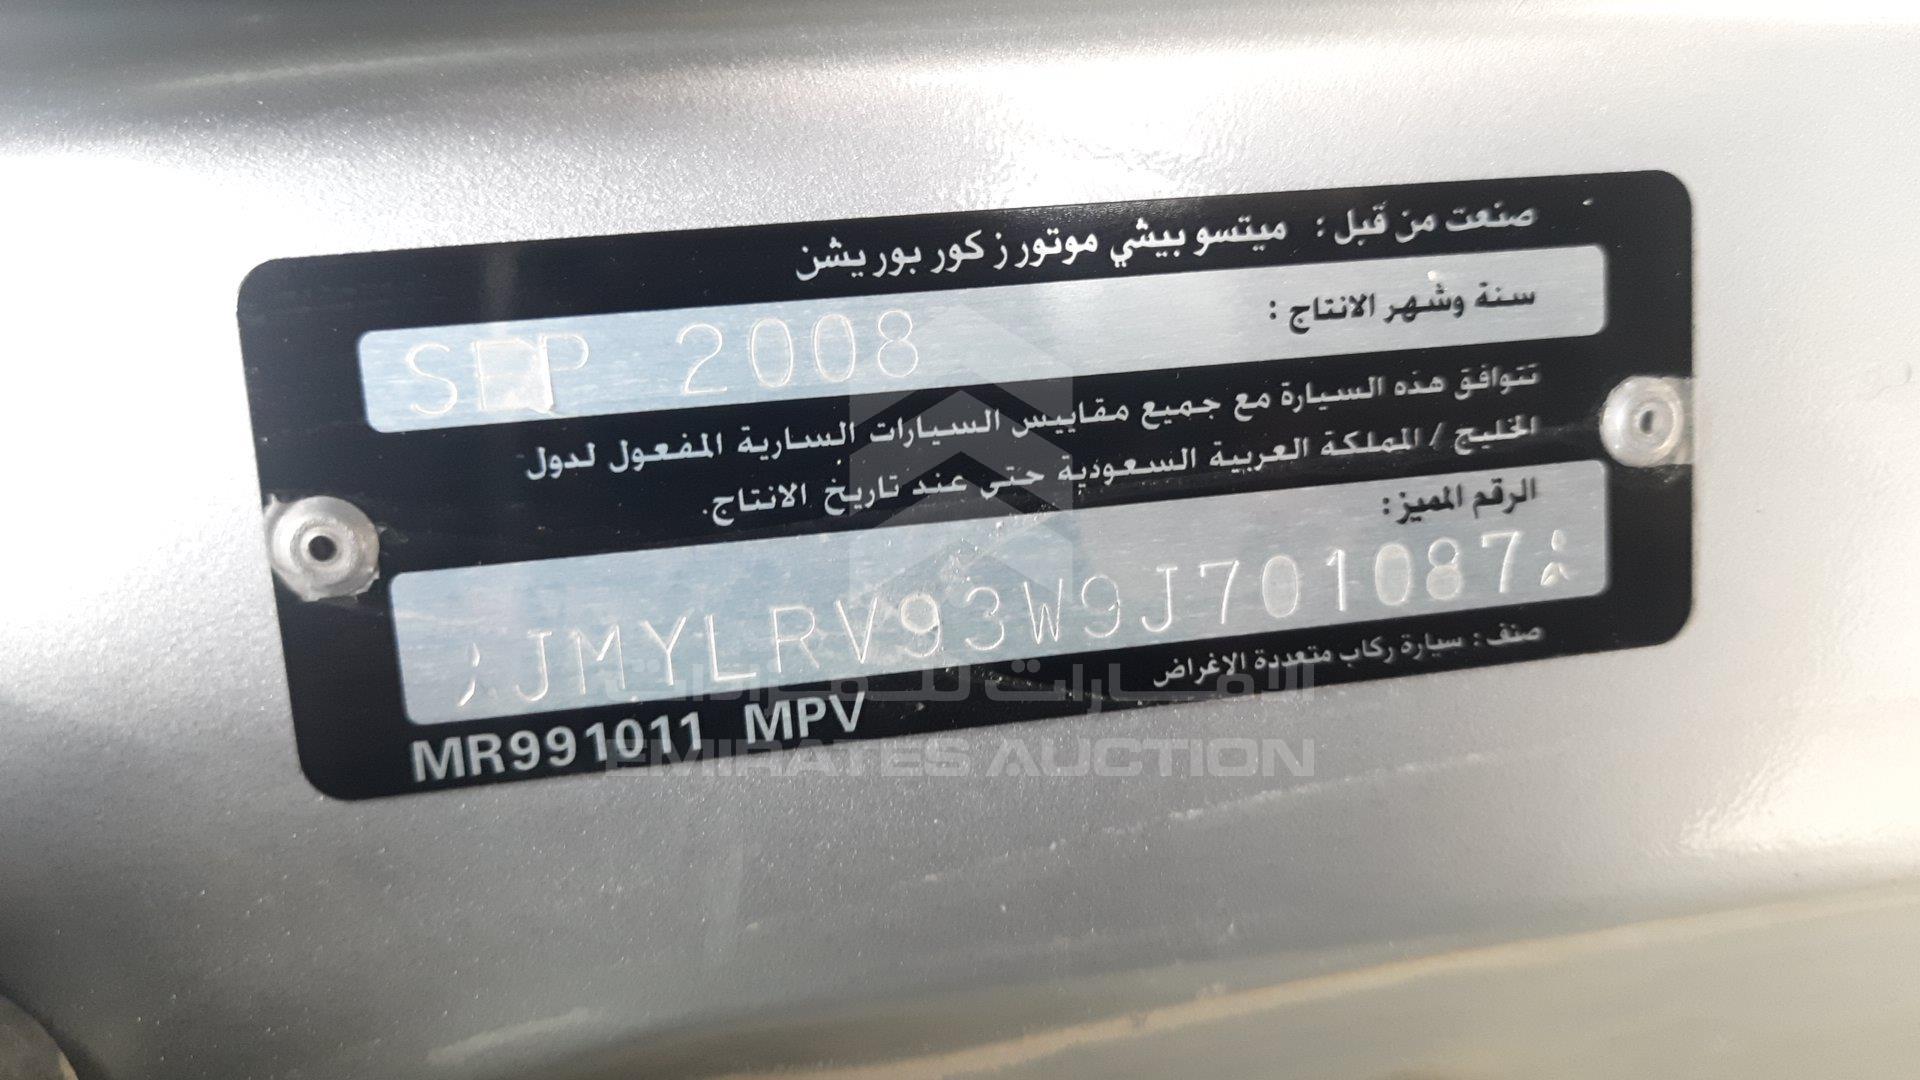 صنعت من قبل : ميتسو بيشي موتورز كور بوريشن
سنة وشهر الانتاج :
SEP 2008
تتوافق هذه السيارة مع جميع مقاييس السيارات السارية المفعول لدول
الخليج / المملكة العربية السعودية حتى عند تاريخ الانتاج.
الرقم المميز:
JMYLRV93W9J701087
صنف : سيارة ركاب متعددة الاغراض
MR991011 MPV
الامارات للمزادات
EMIRATES AUCTION